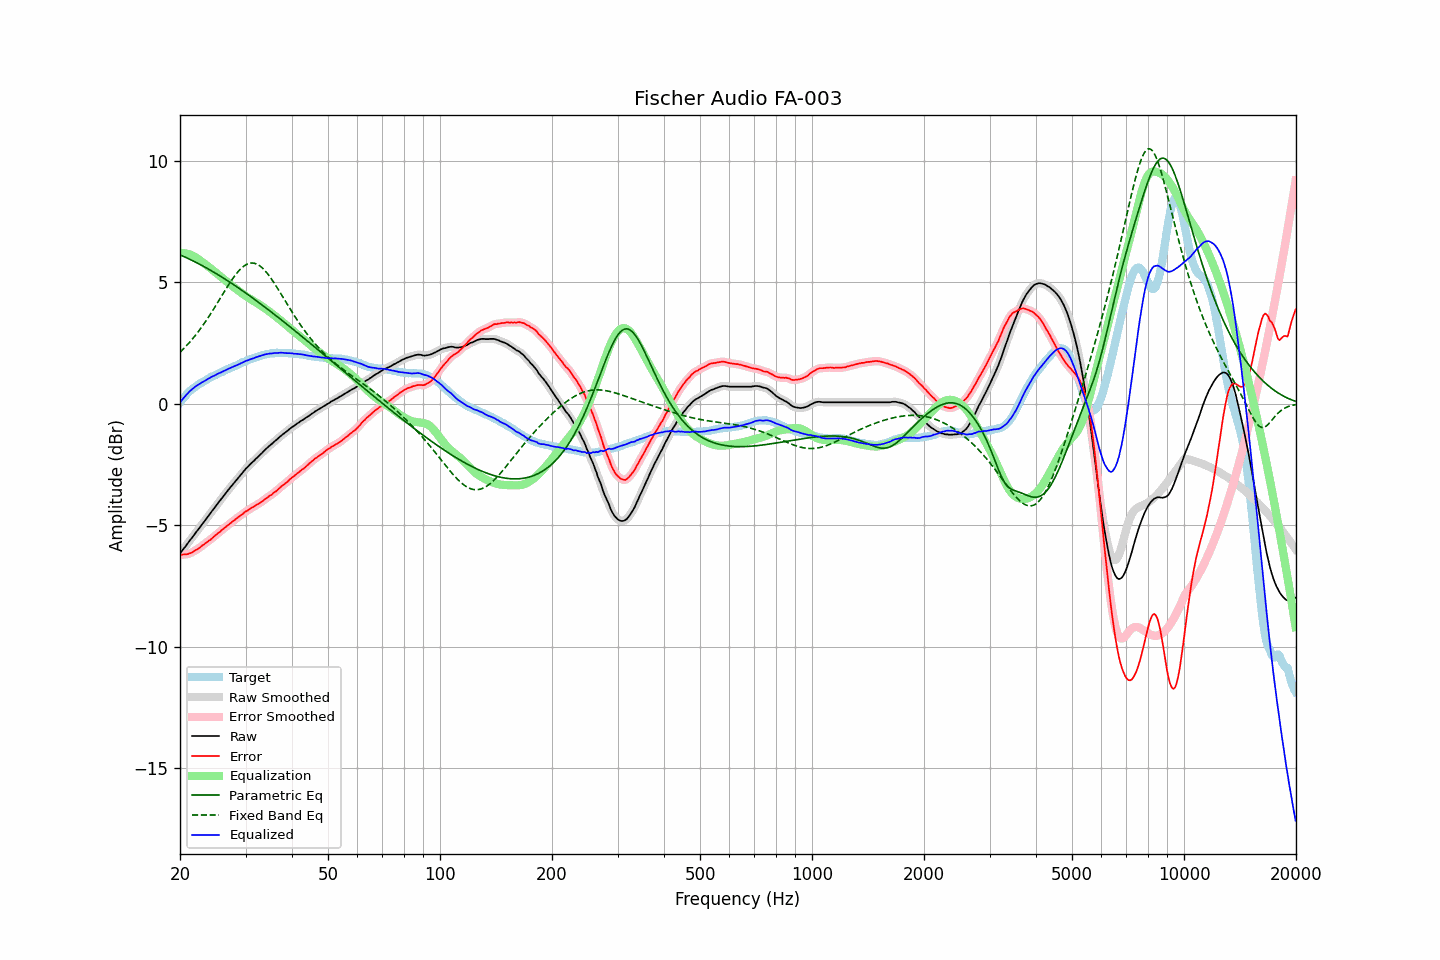 Fischer Audio FA-003
Amplitude (dBr)
10
5
0
−5
−10
−15
Target
Raw Smoothed
Error Smoothed
Raw
Error
Equalization
Parametric Eq
Fixed Band Eq
Equalized
20
50
100
200
500
1000
2000
5000
10000
20000
Frequency (Hz)